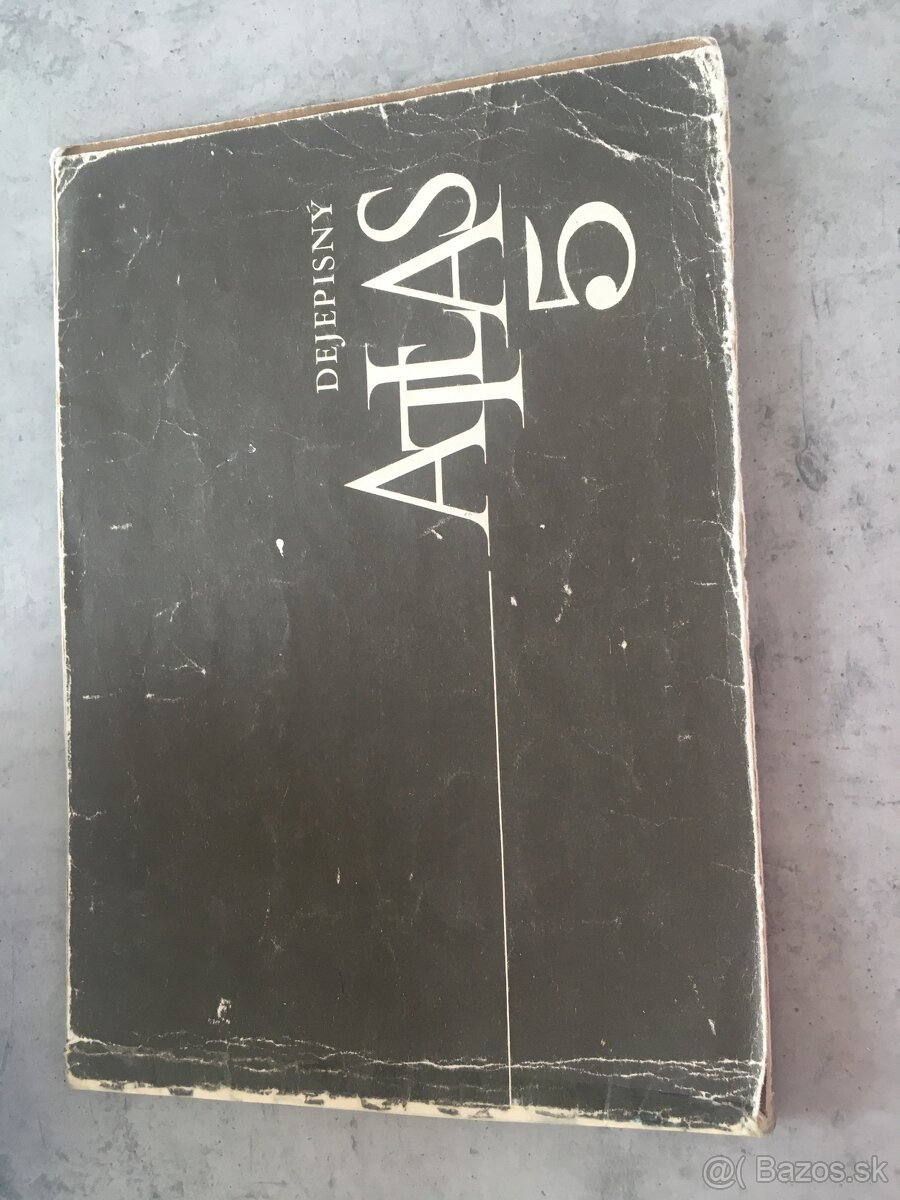 DEJEPISNÝ
ATLAS
5
@( Bazos.sk